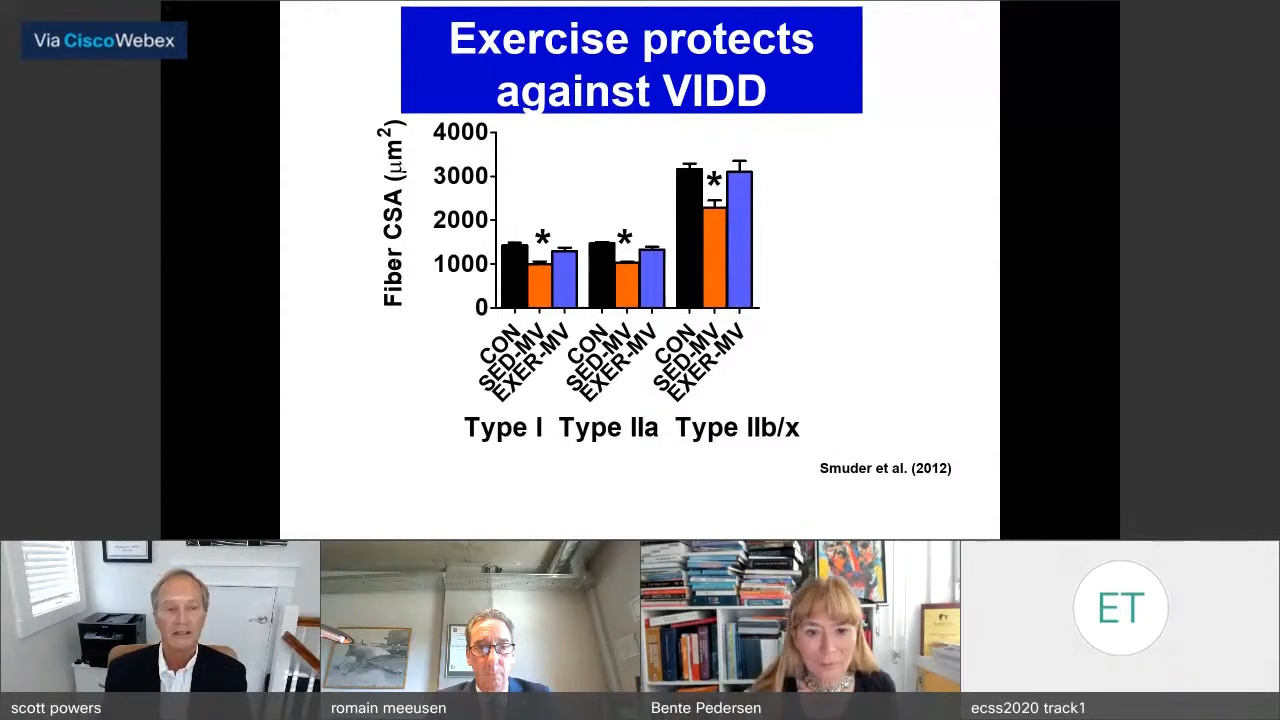 Via Cisco Webex
Exercise protects
against VIDD
Fiber CSA (μm²)
4000
3000
2000
1000
0
*
*
*
CON
SED-MV
EXER-MV
CON
SED-MV
EXER-MV
CON
SED-MV
EXER-MV
Type I Type IIa Type IIb/x
Smuder et al. (2012)
ET
scott powers
romain meeusen
Bente Pedersen
ecss2020 track1